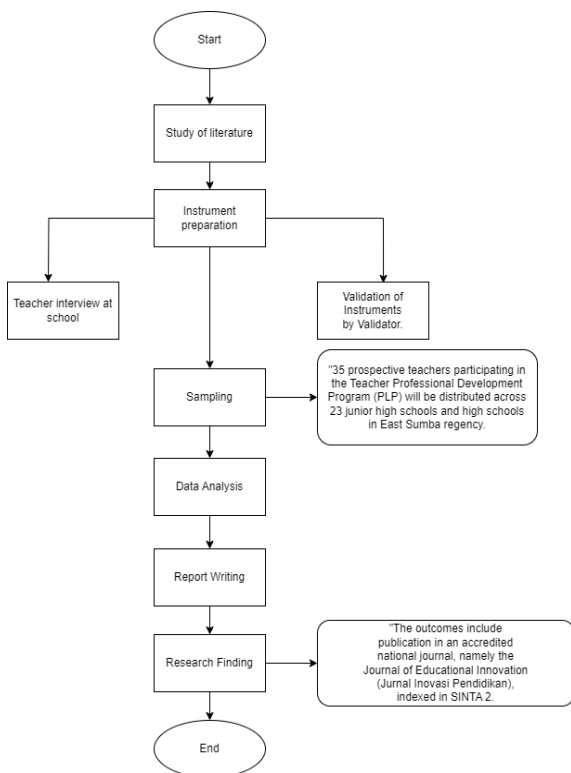 Start
Study of literature
Instrument
preparation
Teacher interview at
school
Validation of
Instruments
by Validator.
Sampling
"35 prospective teachers participating in
the Teacher Professional Development
Program (PLP) will be distributed across
23 junior high schools and high schools
in East Sumba regency.
Data Analysis
Report Writing
Research Finding
"The outcomes include
publication in an accredited
national journal, namely the
Journal of Educational Innovation
(Jurnal Inovasi Pendidikan),
indexed in SINTA 2.
End